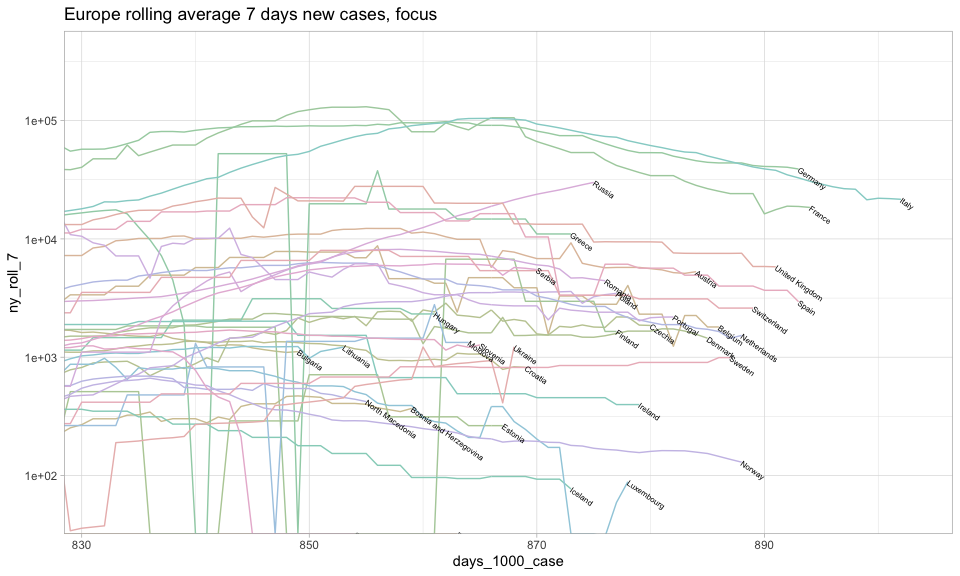 Europe rolling average 7 days new cases, focus
1e+05
1e+04
1e+03
1e+02
ny_roll_7
Germany
Russia
Italy
France
Greece
United Kingdom
Serbia
Austria
Spain
Switzerland
Hungary
Portugal
Belgium
Netherlands
Czechia
Finland
Denmark
Slovenia
Ukraine
Lithuania
Bulgaria
Sweden
Croatia
North Macedonia
Bosnia and Herzegovina
Ireland
Estonia
Norway
Luxembourg
Iceland
830
850
870
890
days_1000_case